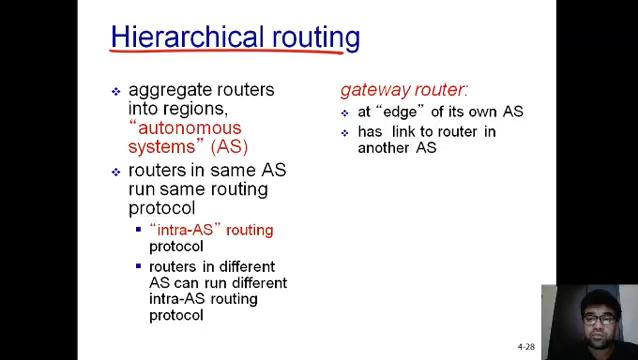 Hierarchical routing
aggregate routers
into regions,
“autonomous
systems” (AS)
routers in same AS
run same routing
protocol
“intra-AS” routing
protocol
routers in different
AS can run different
intra-AS routing
protocol
gateway router:
at “edge” of its own AS
has link to router in
another AS
4-28